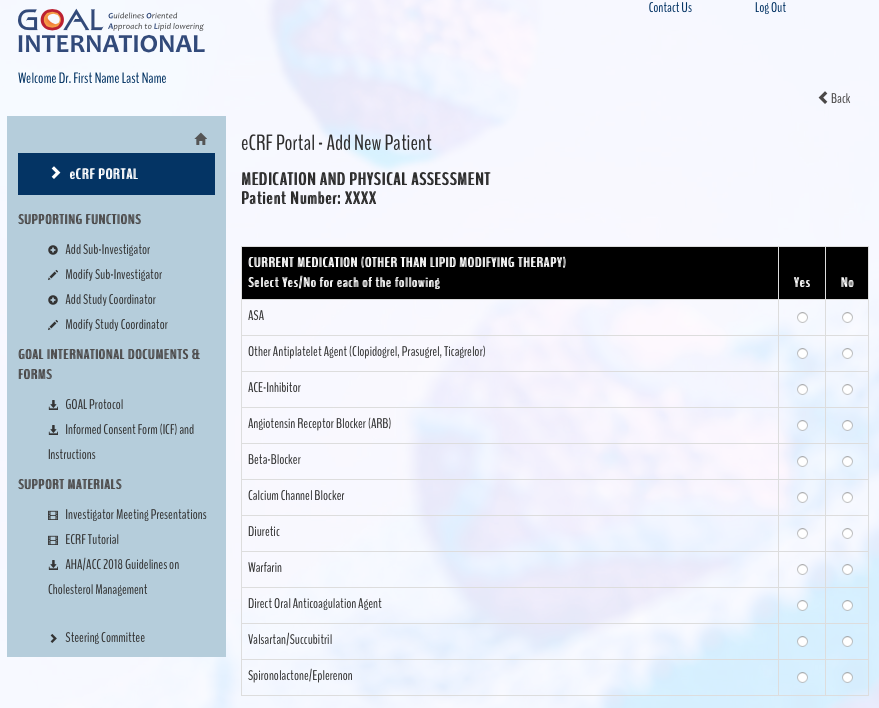 Contact Us
Log Out
GOAL Guidelines Oriented
Approach to Lipid lowering
INTERNATIONAL
Welcome Dr. First Name Last Name
Back
eCRF PORTAL
SUPPORTING FUNCTIONS
Add Sub-Investigator
Modify Sub-Investigator
Add Study Coordinator
Modify Study Coordinator
GOAL INTERNATIONAL DOCUMENTS &
FORMS
GOAL Protocol
Informed Consent Form (ICF) and
Instructions
SUPPORT MATERIALS
Investigator Meeting Presentations
ECRF Tutorial
AHA/ACC 2018 Guidelines on
Cholesterol Management
Steering Committee
eCRF Portal - Add New Patient
MEDICATION AND PHYSICAL ASSESSMENT
Patient Number: XXXX
CURRENT MEDICATION (OTHER THAN LIPID MODIFYING THERAPY)
Select Yes/No for each of the following Yes No
ASA
Other Antiplatelet Agent (Clopidogrel, Prasugrel, Ticagrelor)
ACE-Inhibitor
Angiotensin Receptor Blocker (ARB)
Beta-Blocker
Calcium Channel Blocker
Diuretic
Warfarin
Direct Oral Anticoagulation Agent
Valsartan/Succubitril
Spironolactone/Eplerenon